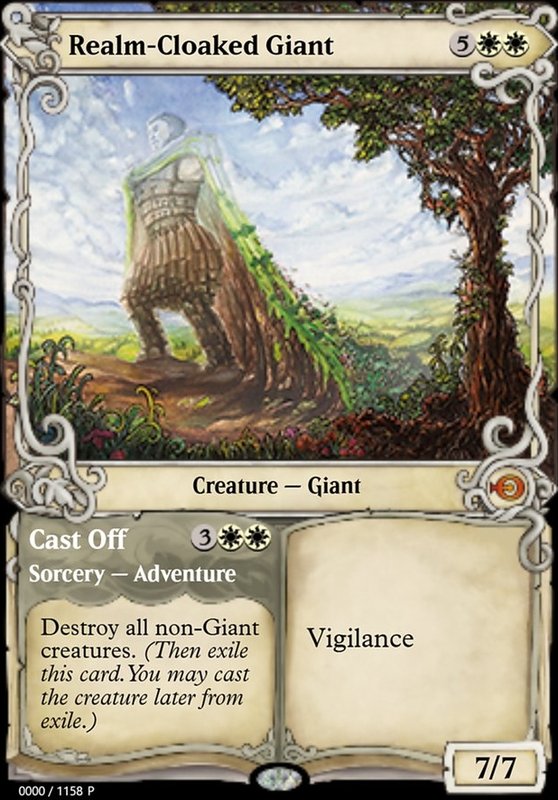 Realm-Cloaked Giant 5
Creature — Giant
Cast Off 3
Sorcery — Adventure
Destroy all non-Giant
creatures. (Then exile
this card.You may cast
the creature later from
exile.)
Vigilance
7/7
0000 / 1158 P